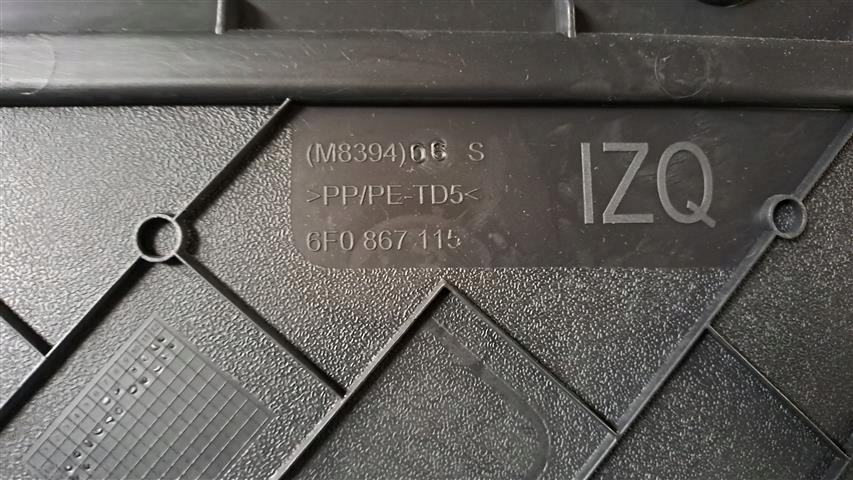 (M8394)06 S
>PP/PE-TD5<
6F0 867 115
IZQ